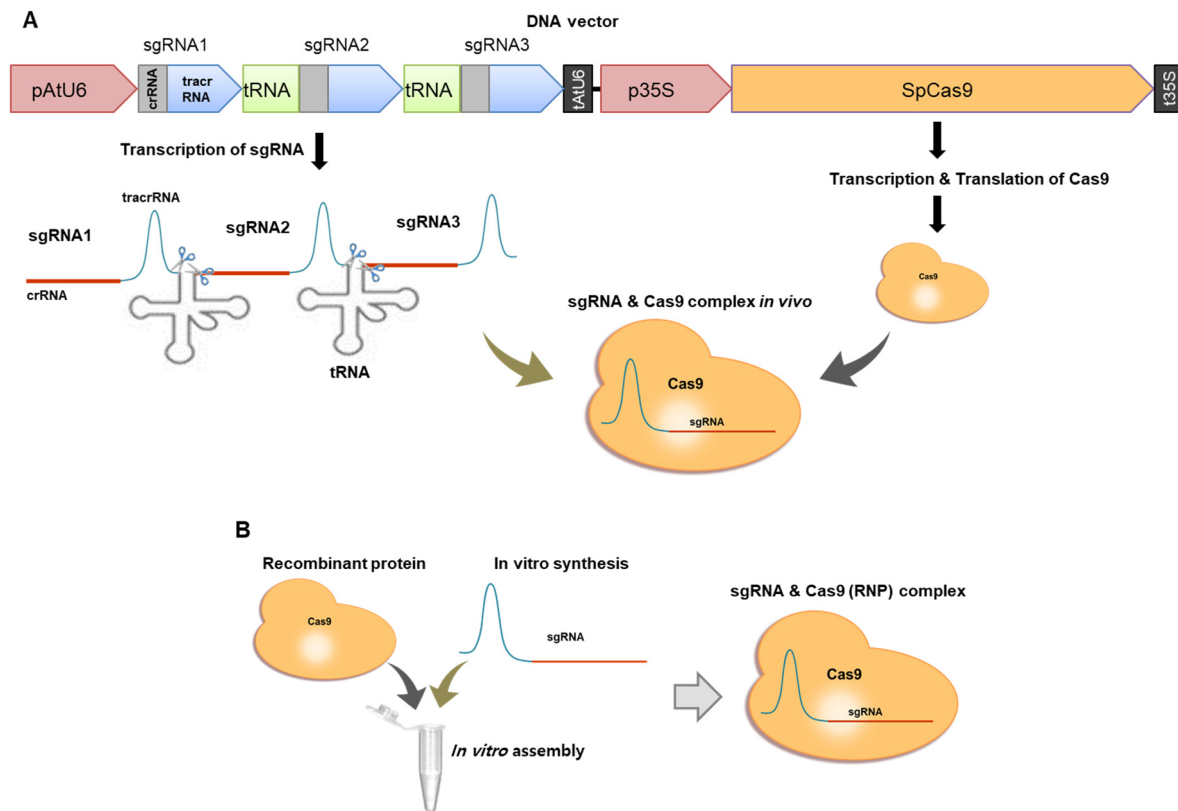 A
DNA vector
sgRNA1
sgRNA2
sgRNA3
pAtU6
crRNA
tracr
RNA
tRNA
tRNA
tAtU6
p35S
SpCas9
t35S
Transcription of sgRNA
Transcription & Translation of Cas9
tracrRNA
sgRNA1
sgRNA2
sgRNA3
crRNA
tRNA
Cas9
sgRNA & Cas9 complex in vivo
Cas9
sgRNA
B
Recombinant protein
In vitro synthesis
sgRNA & Cas9 (RNP) complex
Cas9
sgRNA
Cas9
sgRNA
In vitro assembly